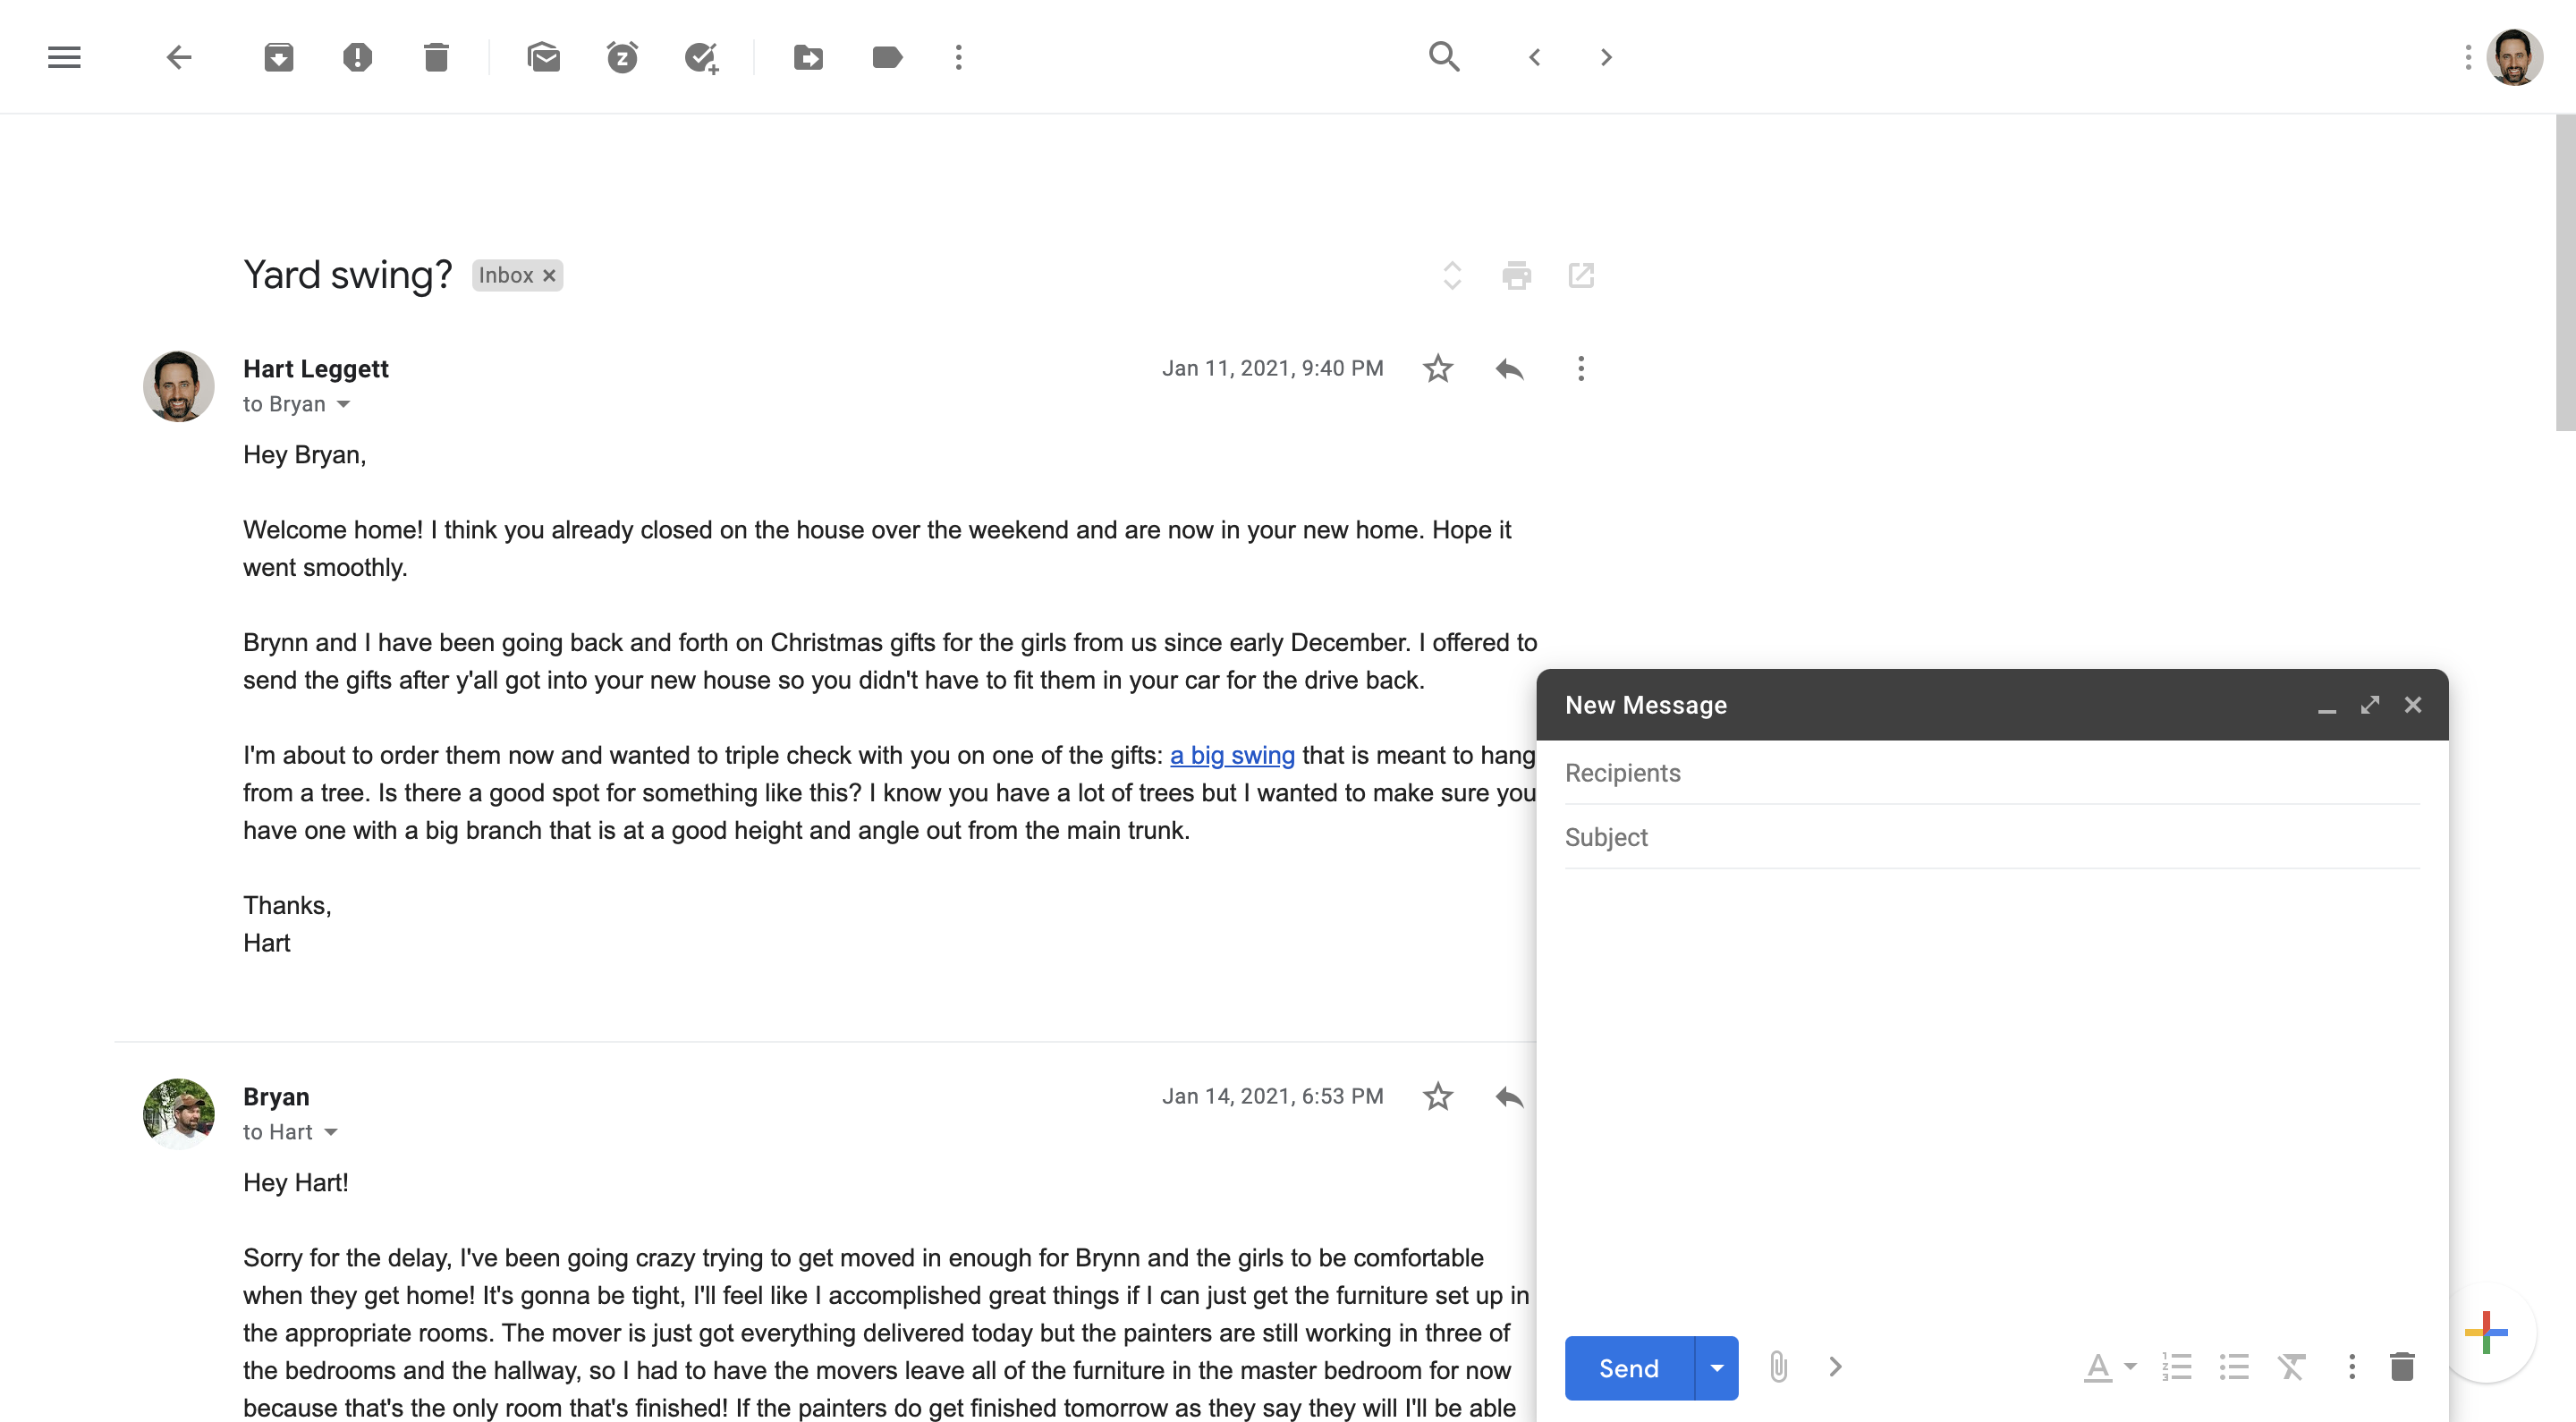 Yard swing? Inbox ×
Hart Leggett
Jan 11, 2021, 9:40 PM
to Bryan
Hey Bryan,
Welcome home! I think you already closed on the house over the weekend and are now in your new home. Hope it
went smoothly.
Brynn and I have been going back and forth on Christmas gifts for the girls from us since early December. I offered to
send the gifts after y'all got into your new house so you didn't have to fit them in your car for the drive back.
I'm about to order them now and wanted to triple check with you on one of the gifts: a big swing that is meant to hang
from a tree. Is there a good spot for something like this? I know you have a lot of trees but I wanted to make sure you
have one with a big branch that is at a good height and angle out from the main trunk.
Thanks,
Hart
Bryan
Jan 14, 2021, 6:53 PM
to Hart
Hey Hart!
Sorry for the delay, I've been going crazy trying to get moved in enough for Brynn and the girls to be comfortable
when they get home! It's gonna be tight, I'll feel like I accomplished great things if I can just get the furniture set up in
the appropriate rooms. The mover is just got everything delivered today but the painters are still working in three of
the bedrooms and the hallway, so I had to have the movers leave all of the furniture in the master bedroom for now
because that's the only room that's finished! If the painters do get finished tomorrow as they say they will I'll be able
New Message
Recipients
Subject
Send